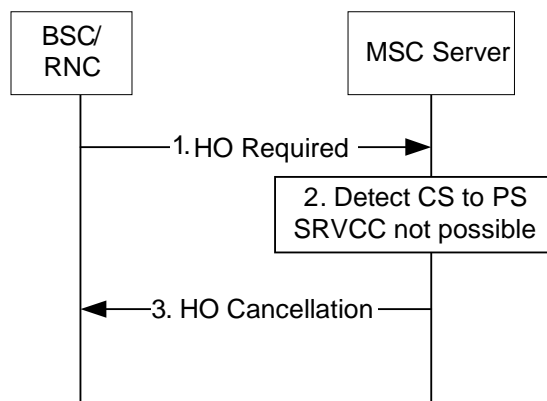 BSC/
RNC
MSC Server
1. HO Required
2. Detect CS to PS
SRVCC not possible
3. HO Cancellation